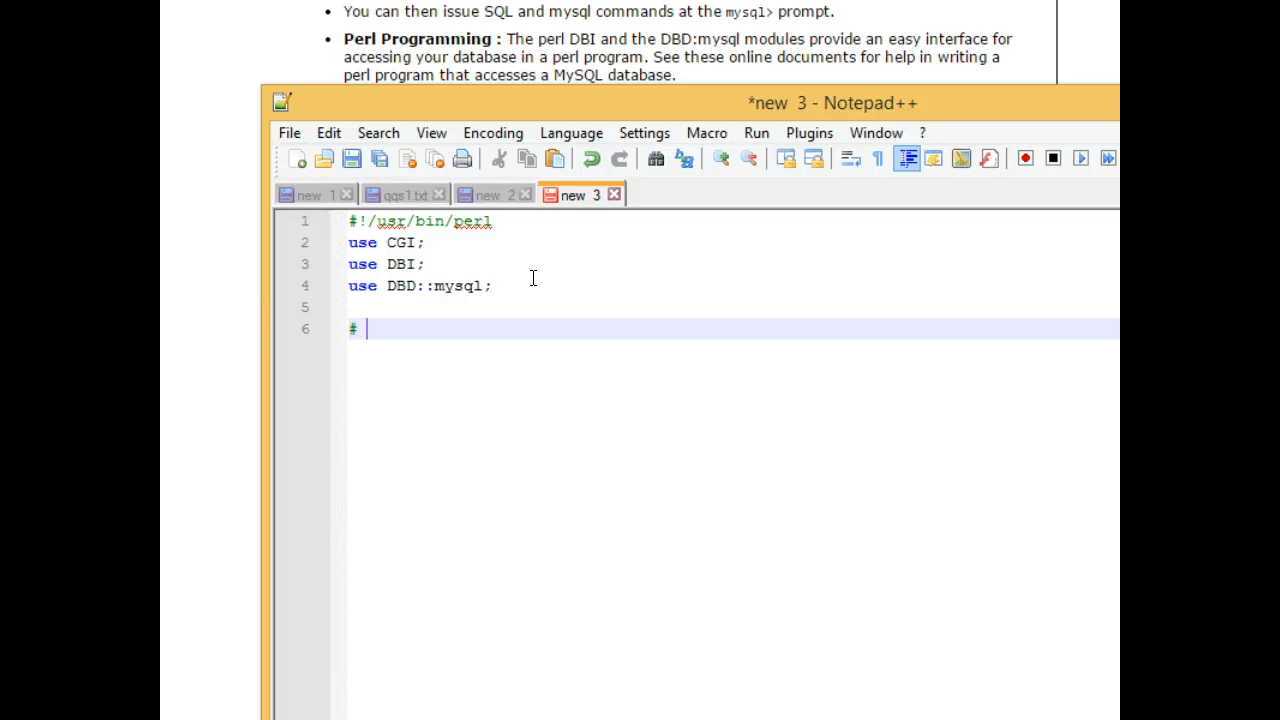 • You can then issue SQL and mysql commands at the mysql> prompt.
• Perl Programming : The perl DBI and the DBD:mysql modules provide an easy interface for
accessing your database in a perl program. See these online documents for help in writing a
perl program that accesses a MySQL database.
*new 3 - Notepad++
File Edit Search View Encoding Language Settings Macro Run Plugins Window ?
new 1 qqs1.txt new 2 new 3
1 #!/usr/bin/perl
2 use CGI;
3 use DBI;
4 use DBD::mysql;
5
6 #